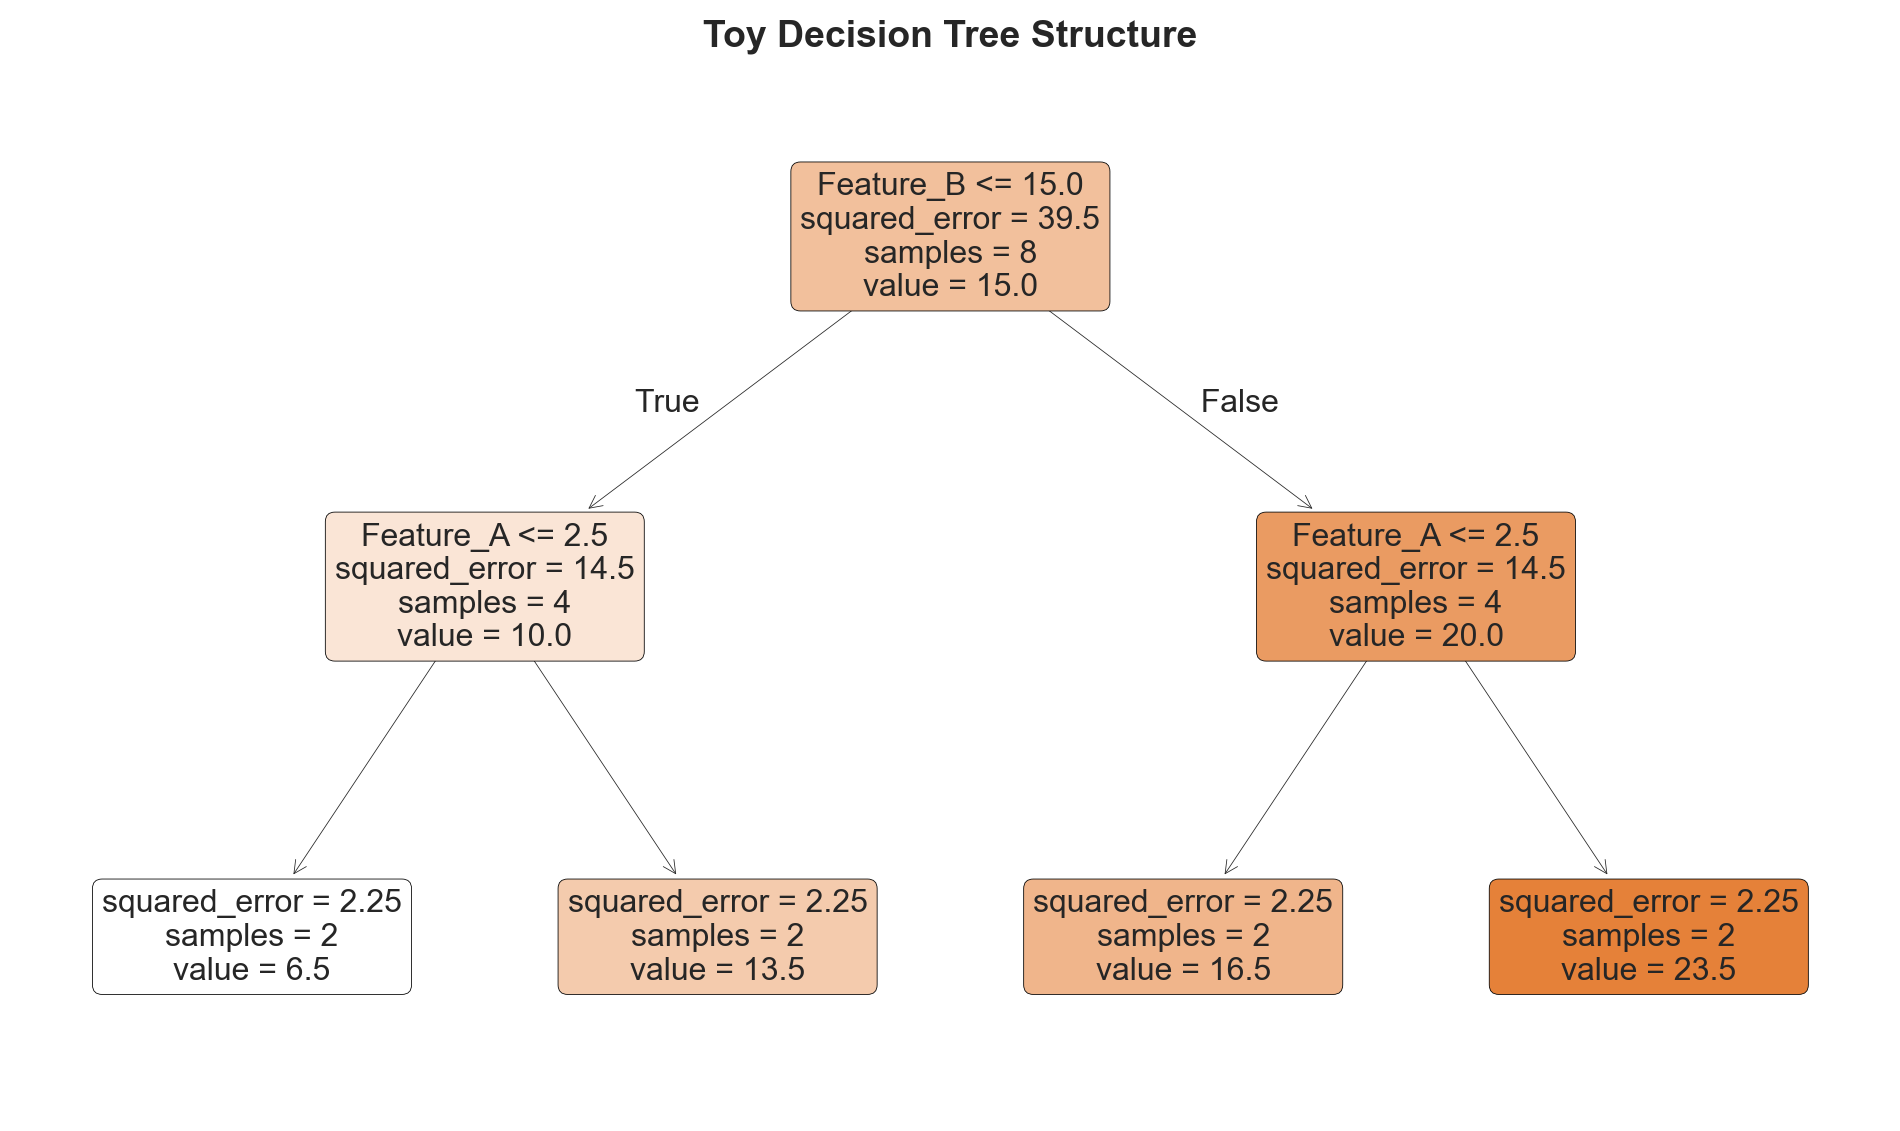 Toy Decision Tree Structure
Feature_B <= 15.0
squared_error = 39.5
samples = 8
value = 15.0
True
False
Feature_A <= 2.5
squared_error = 14.5
samples = 4
value = 10.0
Feature_A <= 2.5
squared_error = 14.5
samples = 4
value = 20.0
squared_error = 2.25
samples = 2
value = 6.5
squared_error = 2.25
samples = 2
value = 13.5
squared_error = 2.25
samples = 2
value = 16.5
squared_error = 2.25
samples = 2
value = 23.5